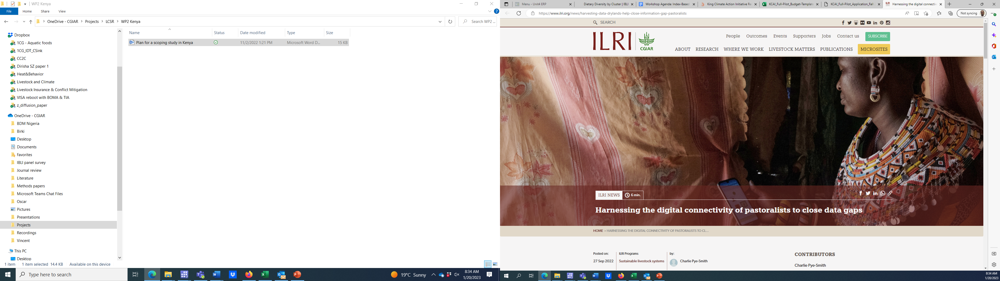 WP2 Kenya
File Home Share View
OneDrive - CGIAR > Projects > LCSR > WP2 Kenya
Search WP2 ...
Name Status Date modified Type Size
Plan for a scoping study in Kenya 11/2/2022 1:21 PM Microsoft Word D... 15 KB
Dropbox
1CG - Aquatic foods
1CG_IDT_CSink
CC2C
Dirisha SZ paper 1
Heat&Behavior
Livestock and Climate
Livestock Insurance & Conflict Mitigation
VISA reboot with BOMA & TIA
z_diffusion_paper
OneDrive - CGIAR
BDM Nigeria
Birki
Desktop
Documents
Favorites
IBLI panel survey
Journal review
Literature
Methods papers
Microsoft Teams Chat Files
Oscar
Pictures
Presentations
Projects
Recordings
Vincent
This PC
Desktop
1 item 1 item selected 14.4 KB Available on this device
Type here to search
19°C Sunny
8:34 AM
1/20/2023
Menu - Unit4 ERP
Dietary Diversity by Cluster | IBLI
Workshop Agenda: Index-Based
King Climate Action Initiative Re
KCAI_Full-Pilot_Budget-Template
KCAI_Full-Pilot_Application_Fall
Harnessing the digital connectiv
https://www.ilri.org/news/harvesting-data-drylands-help-close-information-gap-pastoralists
Not syncing
SEARCH
ILRI
CGIAR
People Outcomes Events Supporters Jobs Contact us SUBSCRIBE
ABOUT RESEARCH WHERE WE WORK LIVESTOCK MATTERS PUBLICATIONS MICROSITES
ILRI NEWS 6 min.
Harnessing the digital connectivity of pastoralists to close data gaps
HOME > HARNESSING THE DIGITAL CONNECTIVITY OF PASTORALISTS TO CL...
Posted on: ILRI Programs by: CONTRIBUTORS
27 Sep 2022 Sustainable livestock systems Charlie Pye-Smith
Charlie Pye-Smith
8:34 AM
1/20/2023